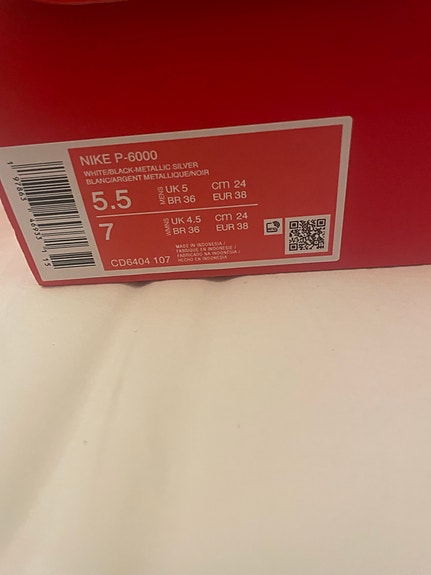 NIKE P-6000
WHITE/BLACK-METALLIC SILVER
BLANC/ARGENT METALLIQUE/NOIR
5.5 MENS UK 5 cm 24
BR 36 EUR 38
7 WMNS UK 4.5 cm 24
BR 36 EUR 38
MADE IN INDONESIA /
FABRIQUE EN INDONESIE /
FABRICADO NA INDONESIA /
HECHO EN INDONESIA
CD6404 107